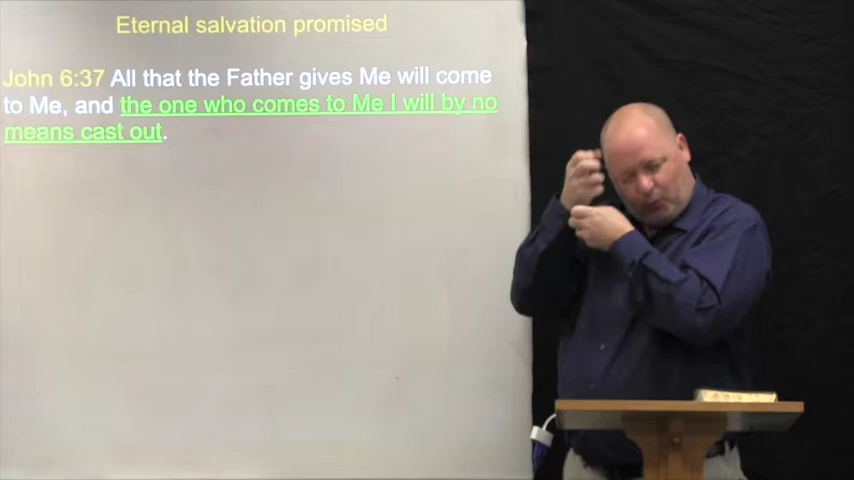 Eternal salvation promised
John 6:37 All that the Father gives Me will come
to Me, and the one who comes to Me I will by no
means cast out.